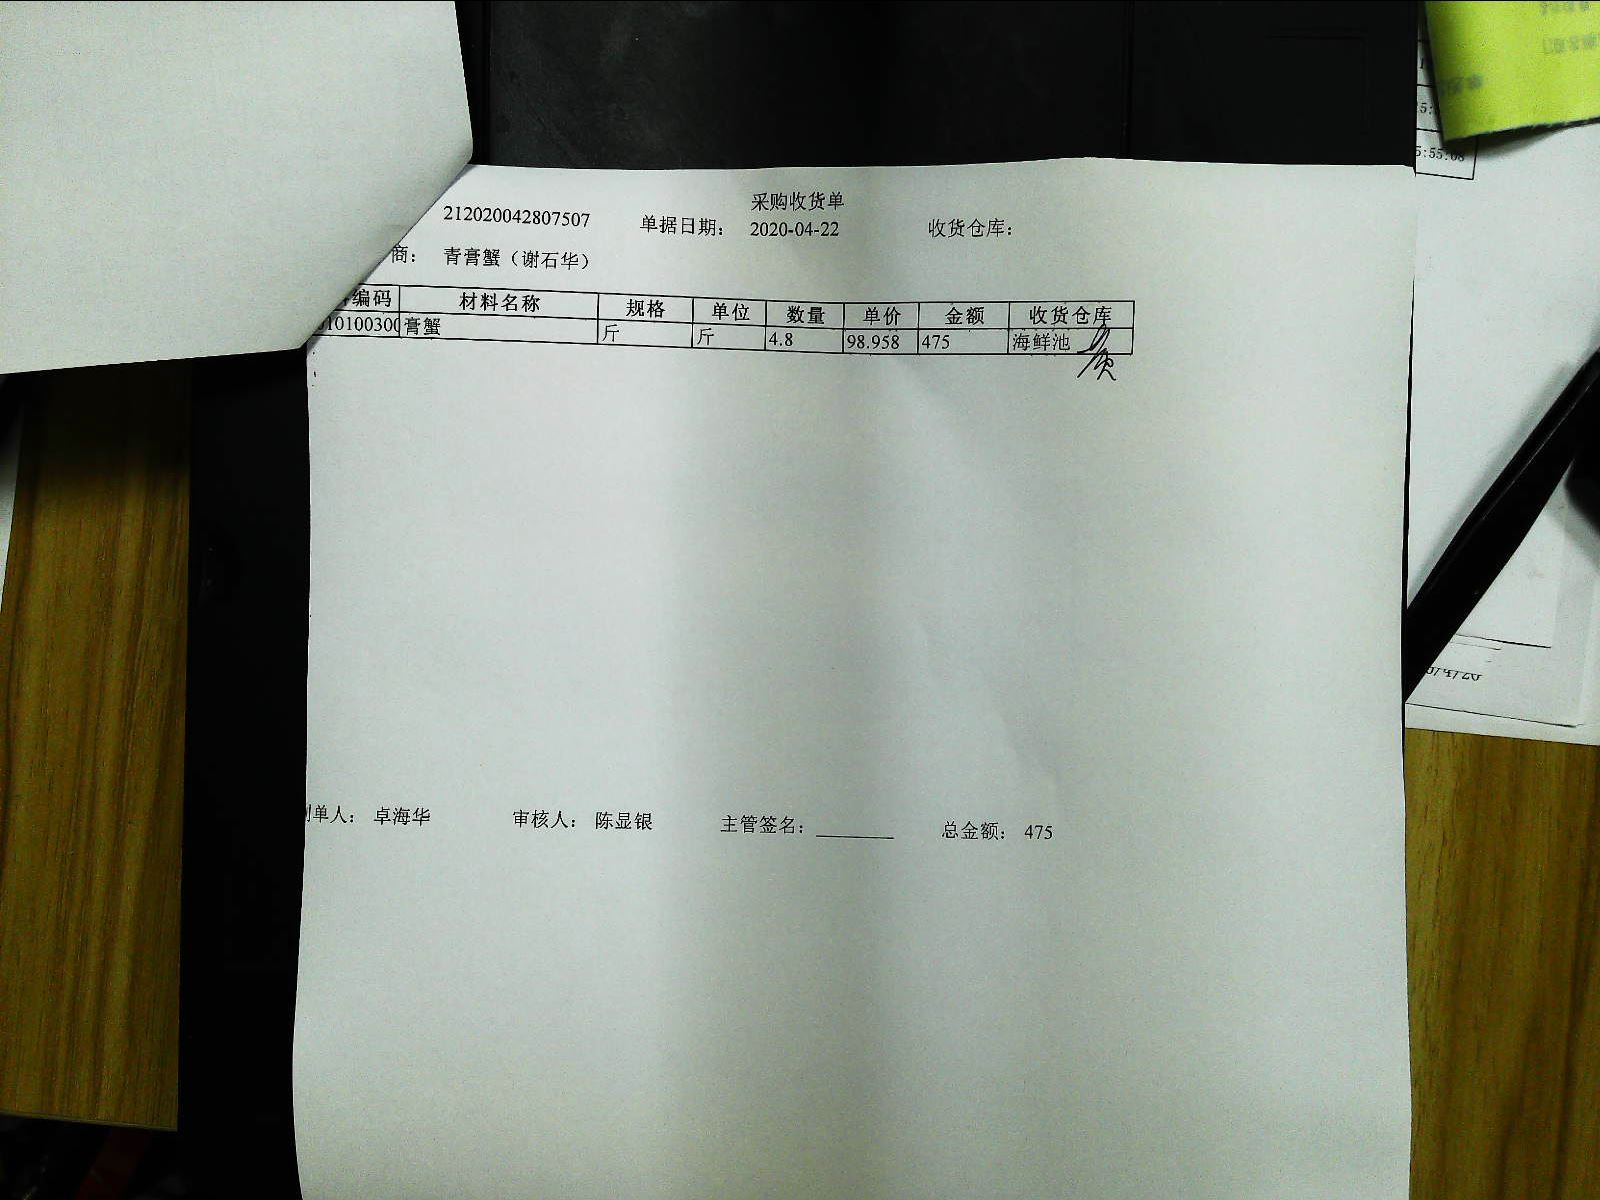 采购收货单
212020042807507 单据日期: 2020-04-22 收货仓库:
商: 青膏蟹（谢石华）
编码 材料名称 规格 单位 数量 单价 金额 收货仓库
10100300 膏蟹 斤 斤 4.8 98.958 475 海鲜池
单人: 卓海华 审核人: 陈显银 主管签名: 总金额: 475
5:55:08